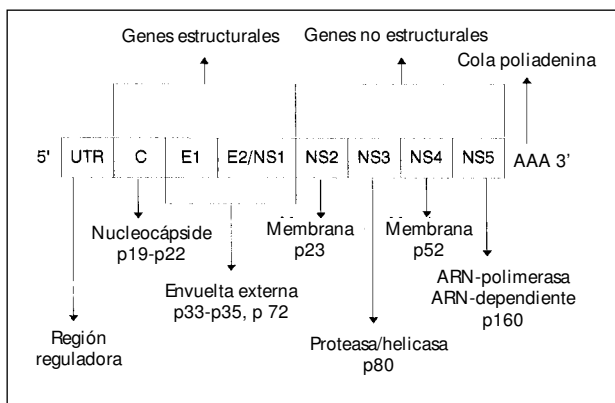 Genes estructurales
Genes no estructurales
Cola poliadenina
5' UTR C E1 E2/NS1 NS2 NS3 NS4 NS5 AAA 3’
Nucleocápside
p19-p22
Membrana
p23
Membrana
p52
Envuelta externa
p33-p35, p 72
ARN-polimerasa
ARN-dependiente
p160
Región
reguladora
Proteasa/helicasa
p80